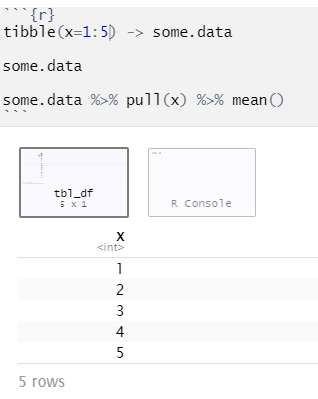 ```{r}
tibble(x=1:5) -> some.data
some.data
some.data %>% pull(x) %>% mean()
```
tbl_df
5 x 1
R Console
x
<int>
1
2
3
4
5
5 rows